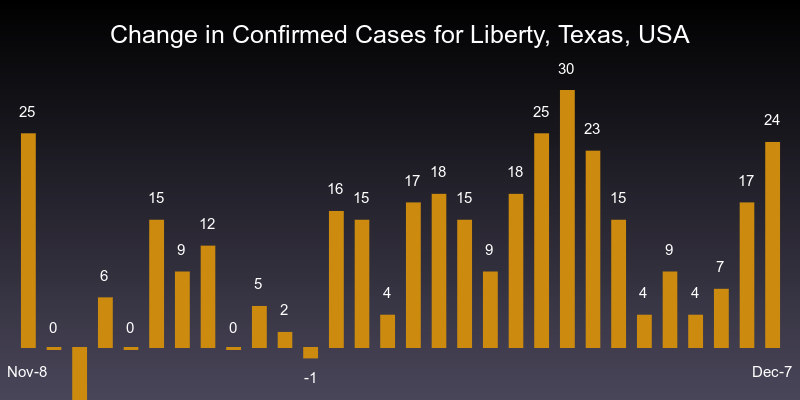 Change in Confirmed Cases for Liberty, Texas, USA
25 0 6 0 15 9 12 0 5 2 -1 16 15 4 17 18 15 9 18 25 30 23 15 4 9 4 7 17 24
Nov-8 Dec-7